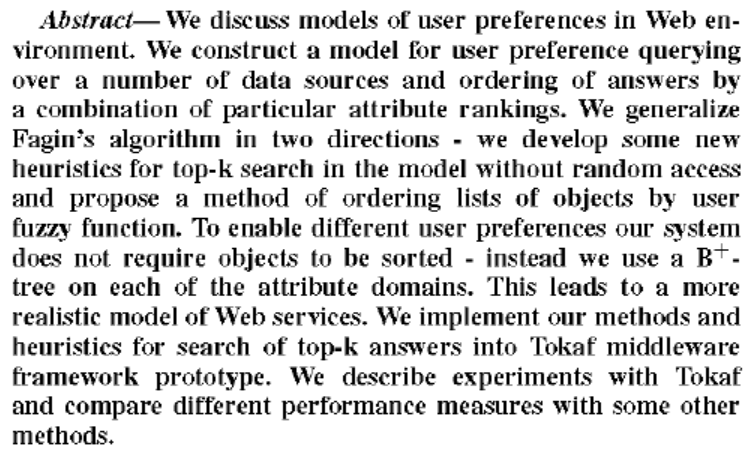 Abstract— We discuss models of user preferences in Web en-
vironment. We construct a model for user preference querying
over a number of data sources and ordering of answers by
a combination of particular attribute rankings. We generalize
Fagin's algorithm in two directions - we develop some new
heuristics for top-k search in the model without random access
and propose a method of ordering lists of objects by user
fuzzy function. To enable different user preferences our system
does not require objects to be sorted - instead we use a B⁺-
tree on each of the attribute domains. This leads to a more
realistic model of Web services. We implement our methods and
heuristics for search of top-k answers into Tokaf middleware
framework prototype. We describe experiments with Tokaf
and compare different performance measures with some other
methods.